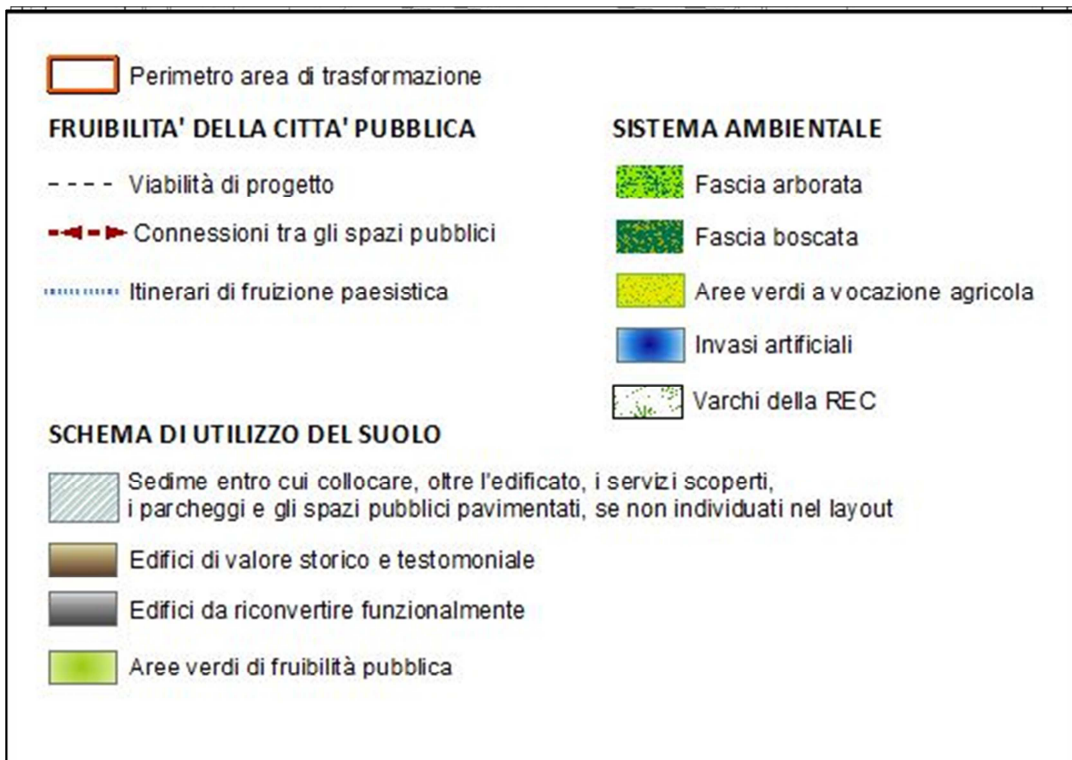 Perimetro area di trasformazione
FRUIBILITA' DELLA CITTA' PUBBLICA
Viabilità di progetto
Connessioni tra gli spazi pubblici
Itinerari di fruizione paesistica
SISTEMA AMBIENTALE
Fascia arborata
Fascia boscata
Aree verdi a vocazione agricola
Invasi artificiali
Varchi della REC
SCHEMA DI UTILIZZO DEL SUOLO
Sedime entro cui collocare, oltre l'edificato, i servizi scoperti,
i parcheggi e gli spazi pubblici pavimentati, se non individuati nel layout
Edifici di valore storico e testomoniale
Edifici da riconvertire funzionalmente
Aree verdi di fruibilità pubblica